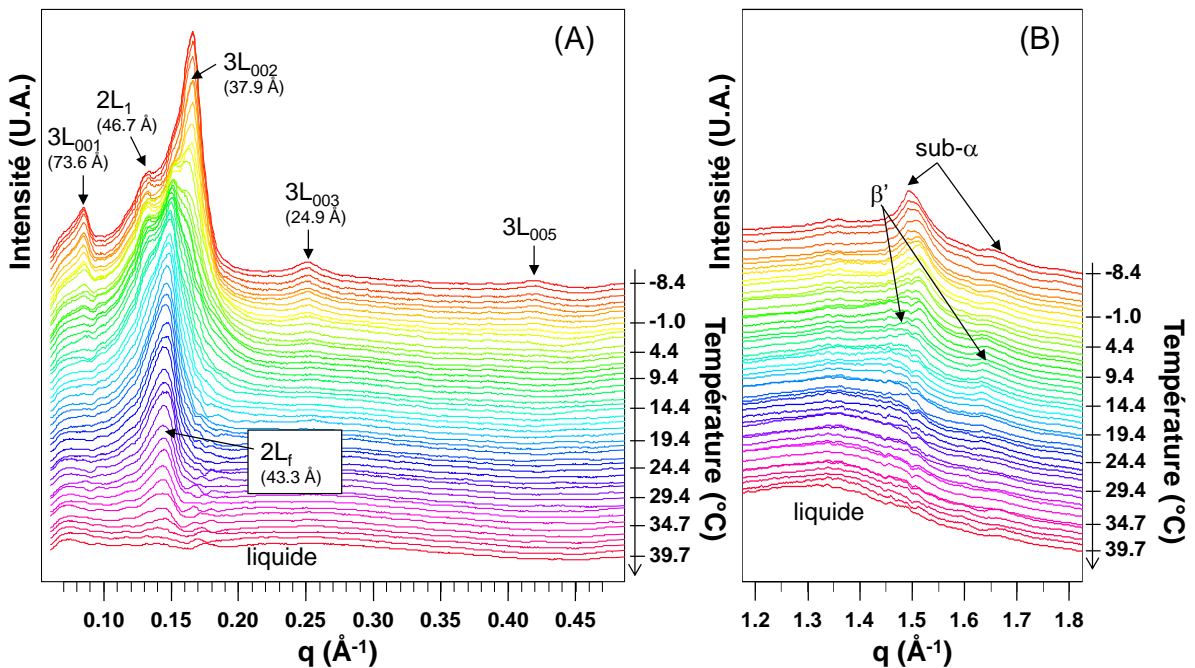 (A)
Intensité (U.A.)
3L001
(73.6 Å)
2L1
(46.7 Å)
3L002
(37.9 Å)
3L003
(24.9 Å)
3L005
2Lf
(43.3 Å)
liquide
-8.4
-1.0
4.4
9.4
14.4
19.4
24.4
29.4
34.7
39.7
Température (°C)
0.10 0.15 0.20 0.25 0.30 0.35 0.40 0.45
q (Å-1)
(B)
Intensité (U.A.)
sub-α
β’
liquide
-8.4
-1.0
4.4
9.4
14.4
19.4
24.4
29.4
34.7
39.7
Température (°C)
1.2 1.3 1.4 1.5 1.6 1.7 1.8
q (Å-1)